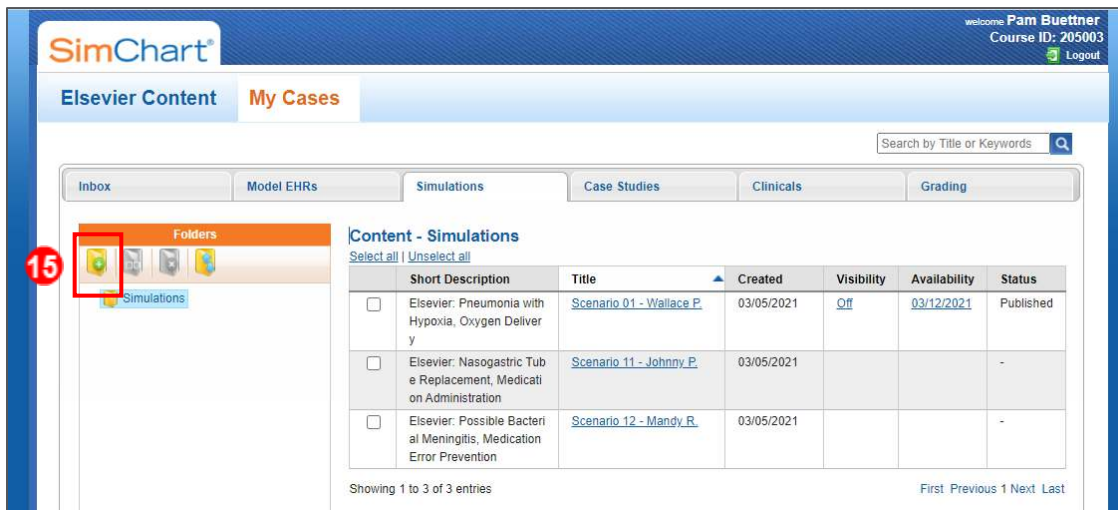 welcome Pam Buettner
Course ID: 205003
Logout
SimChart®
Elsevier Content My Cases
Search by Title or Keywords
Inbox Model EHRs Simulations Case Studies Clinicals Grading
Folders
15
Simulations
Content - Simulations
Select all | Unselect all
Short Description Title Created Visibility Availability Status
Elsevier: Pneumonia with Scenario 01 - Wallace P. 03/05/2021 Off 03/12/2021 Published
Hypoxia, Oxygen Deliver
y
Elsevier: Nasogastric Tub Scenario 11 - Johnny P. 03/05/2021 -
e Replacement, Medicati
on Administration
Elsevier: Possible Bacteri Scenario 12 - Mandy R. 03/05/2021 -
al Meningitis, Medication
Error Prevention
Showing 1 to 3 of 3 entries First Previous 1 Next Last